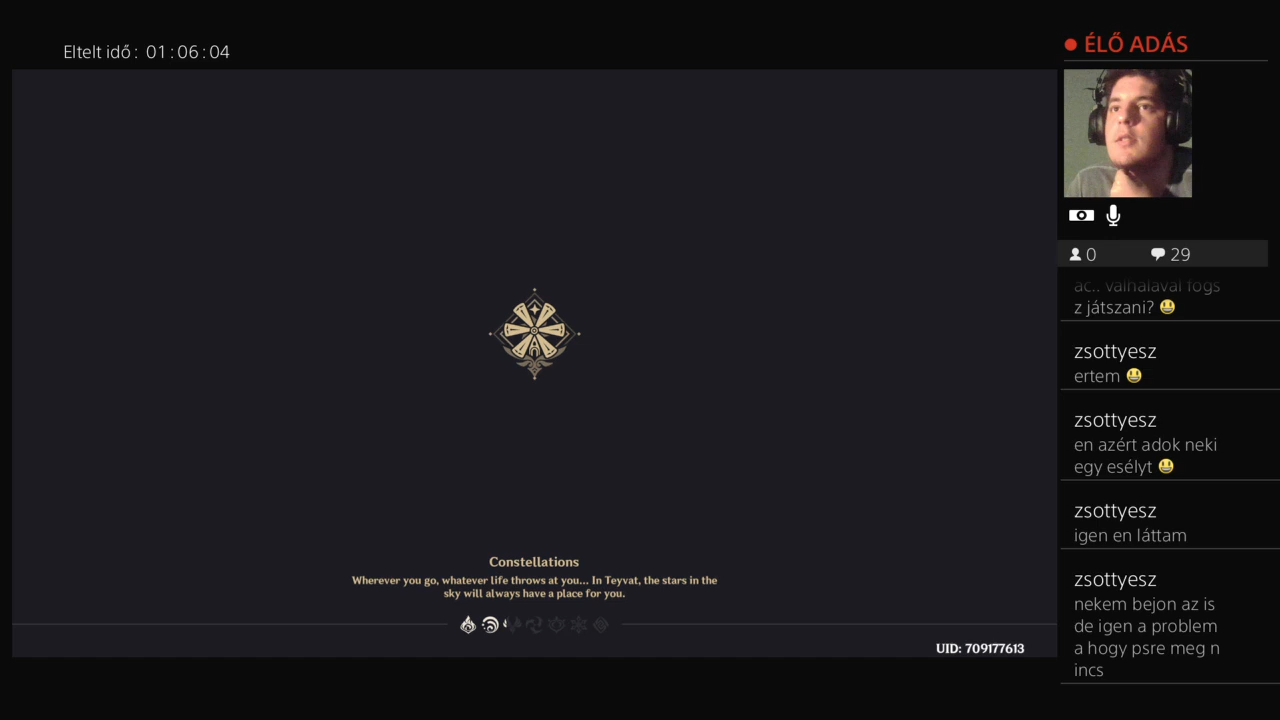 Eltelt idő : 01 : 06 : 04
ÉLŐ ADÁS
0
29
ac.. valhalaval fogs
z játszani? 😃
zsottyesz
ertem 😃
zsottyesz
en azért adok neki
egy esélyt 😃
zsottyesz
igen en láttam
zsottyesz
nekem bejon az is
de igen a problem
a hogy psre meg n
incs
Constellations
Wherever you go, whatever life throws at you... In Teyvat, the stars in the
sky will always have a place for you.
UID: 709177613